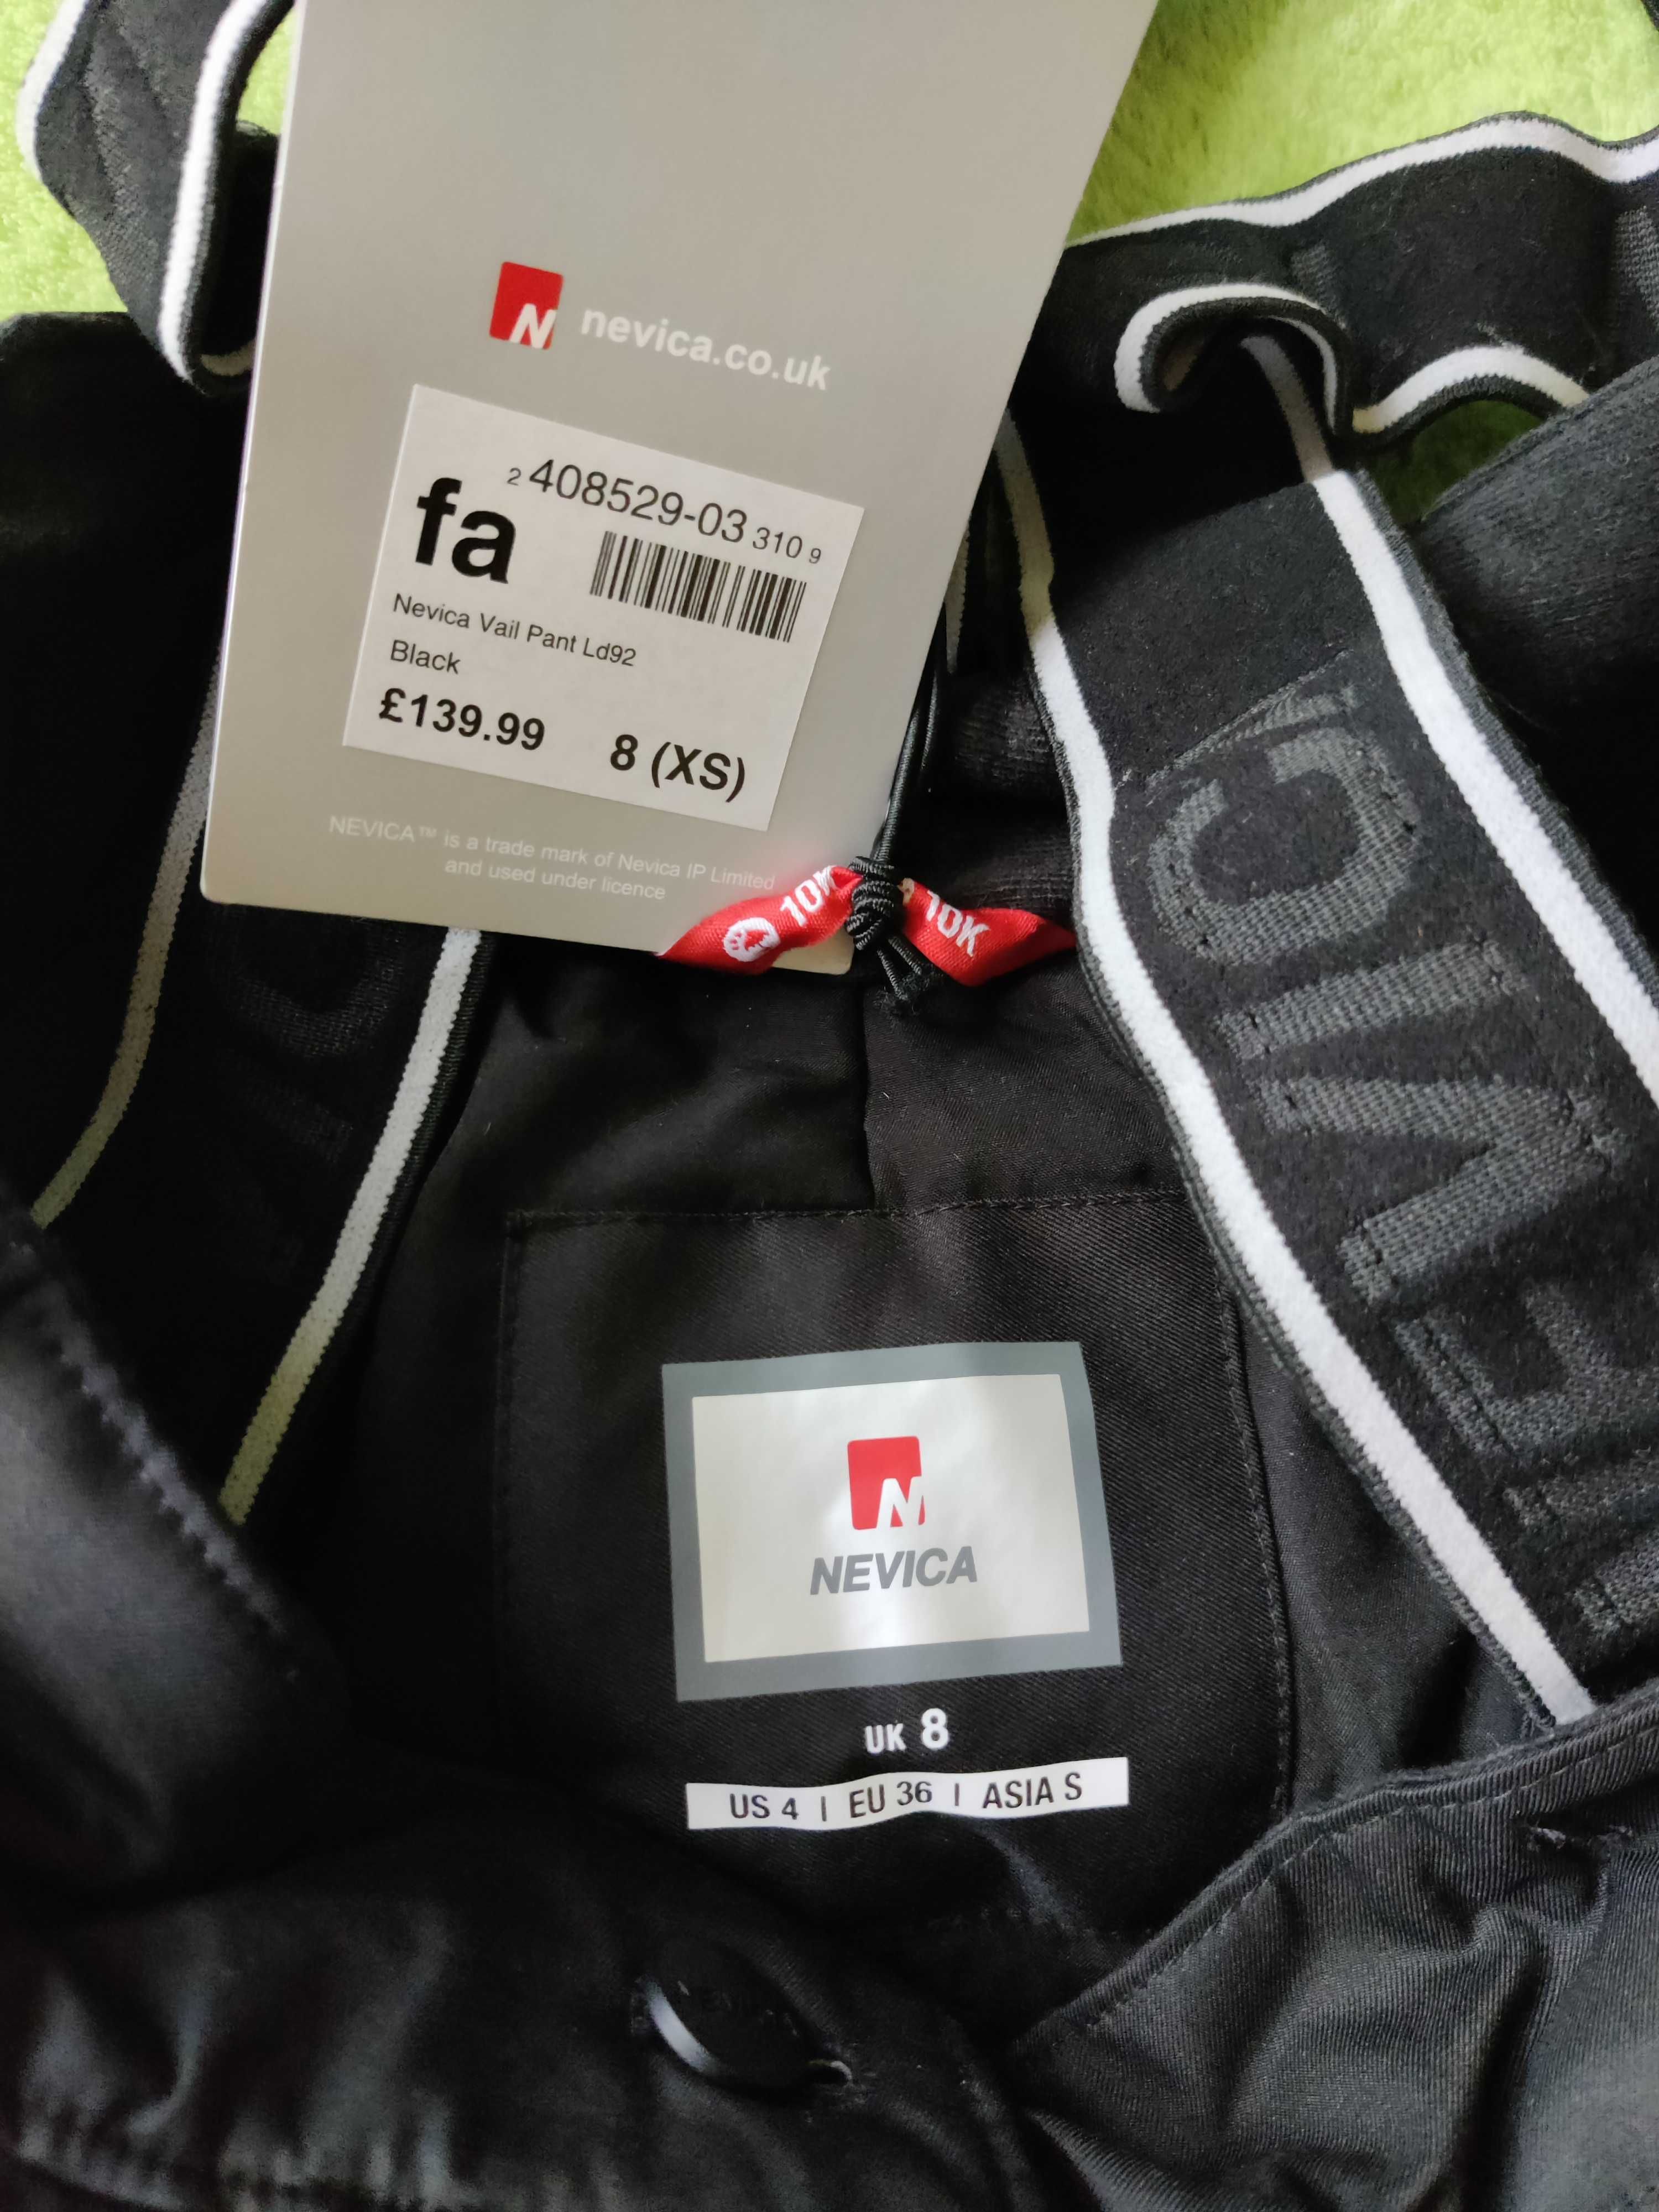 N nevica.co.uk
2 408529-03 310 9
fa
Nevica Vail Pant Ld92
Black
£139.99 8 (XS)
NEVICA™ is a trade mark of Nevica IP Limited
and used under licence
10K 10K
NEVICA
N
NEVICA
UK 8
US 4 | EU 36 | ASIA S